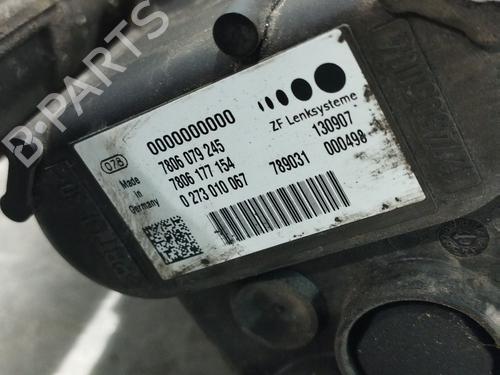 B-PARTS
ZF Lenksysteme
078
0000000000
130907
Made
in
Germany
7806 079 245
7806 177 154
789031
000498
0 273 010 067